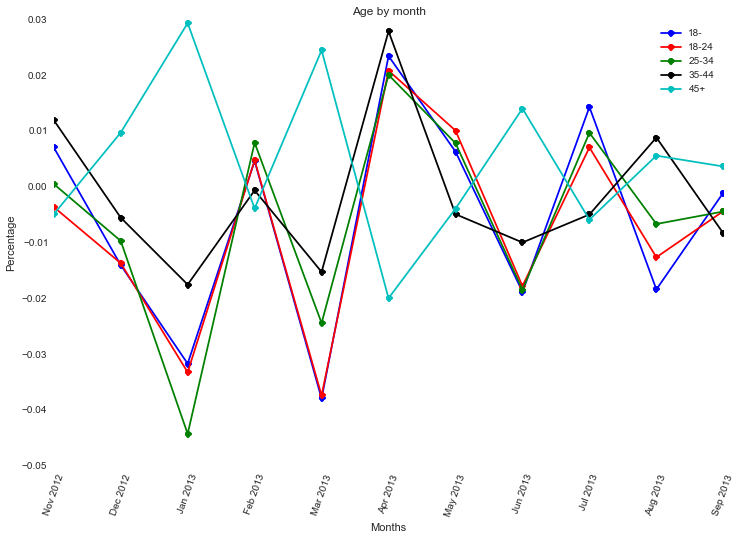 Age by month
18-
18-24
25-34
35-44
45+
Percentage
0.03
0.02
0.01
0.00
−0.01
−0.02
−0.03
−0.04
−0.05
Nov 2012
Dec 2012
Jan 2013
Feb 2013
Mar 2013
Apr 2013
May 2013
Jun 2013
Jul 2013
Aug 2013
Sep 2013
Months